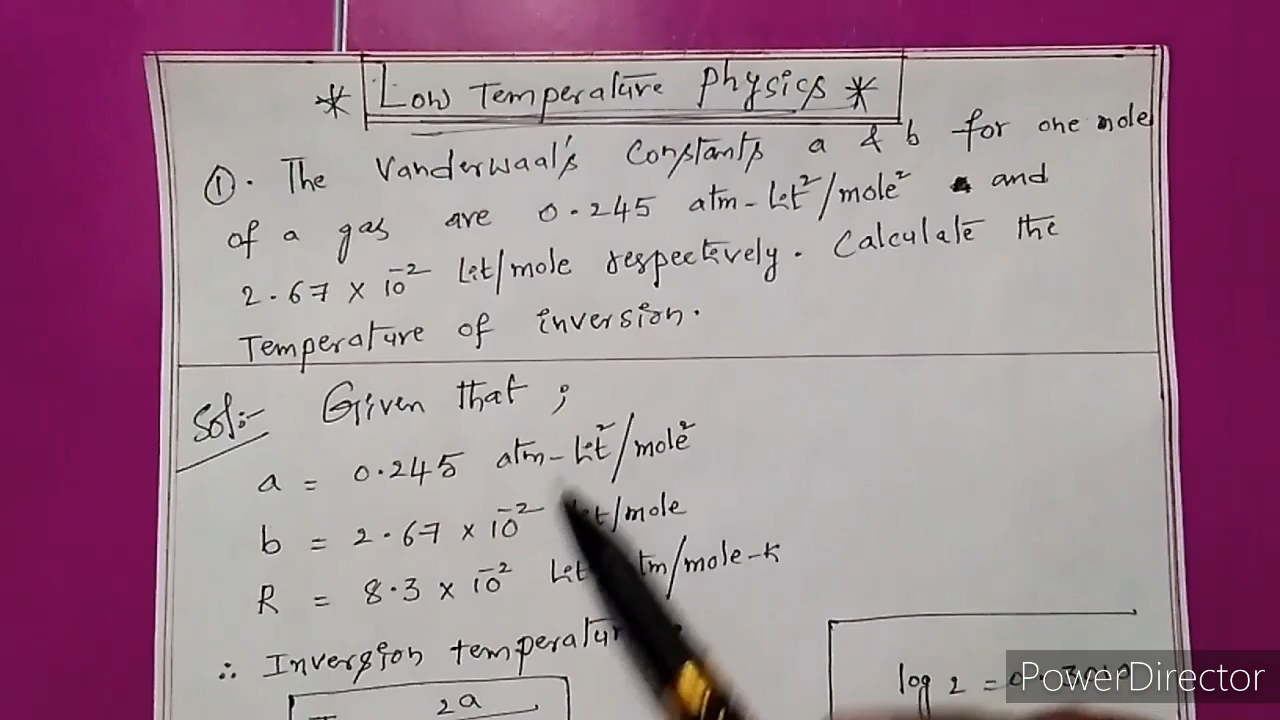 * Low Temperature Physics *
①. The Vanderwaal's Constants a & b for one mole
of a gas are 0.245 atm-Lit²/mole² and
2.67 × 10⁻² Lit/mole respectively. Calculate the
Temperature of inversion.
Sol:- Given that ;
a = 0.245 atm-Lit²/mole²
b = 2.67 × 10⁻² Lit/mole
R = 8.3 × 10⁻² Lit /mole-K
∴ Inversion temperature
2a
log 2 =
PowerDirector